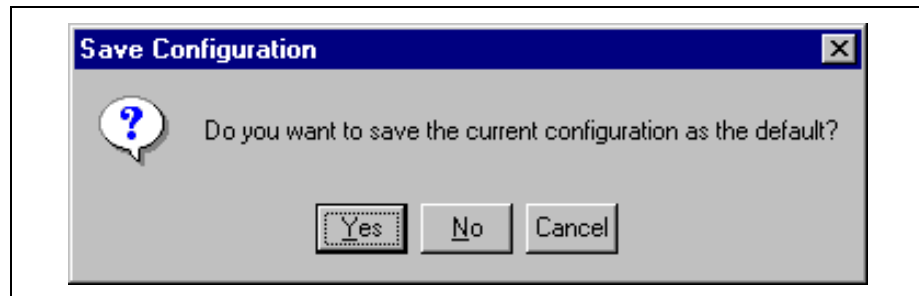 Save Configuration
Do you want to save the current configuration as the default?
Yes No Cancel